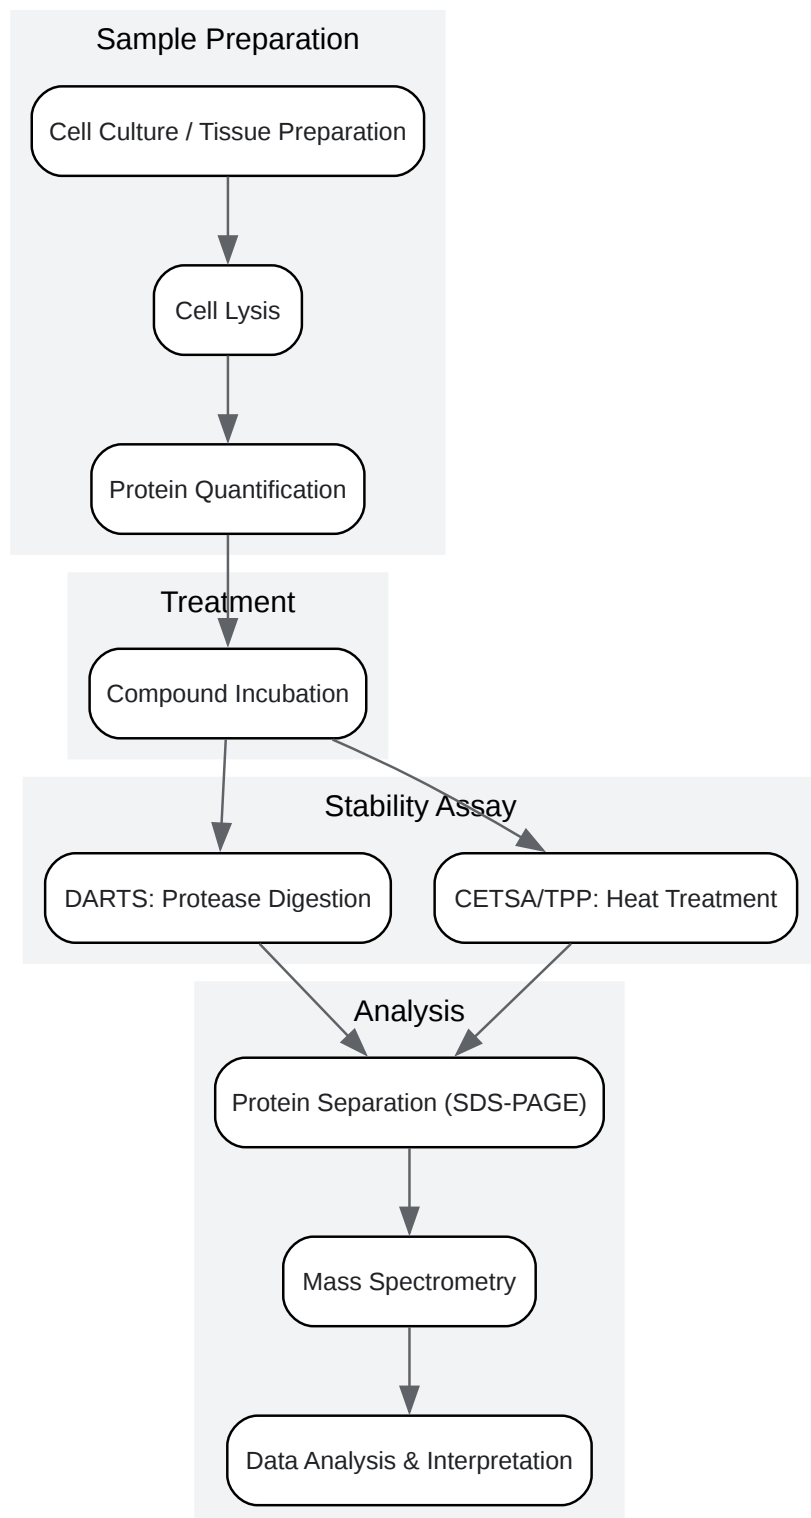 Sample Preparation
Cell Culture / Tissue Preparation
Cell Lysis
Protein Quantification
Treatment
Compound Incubation
Stability Assay
DARTS: Protease Digestion
CETSA/TPP: Heat Treatment
Analysis
Protein Separation (SDS-PAGE)
Mass Spectrometry
Data Analysis & Interpretation